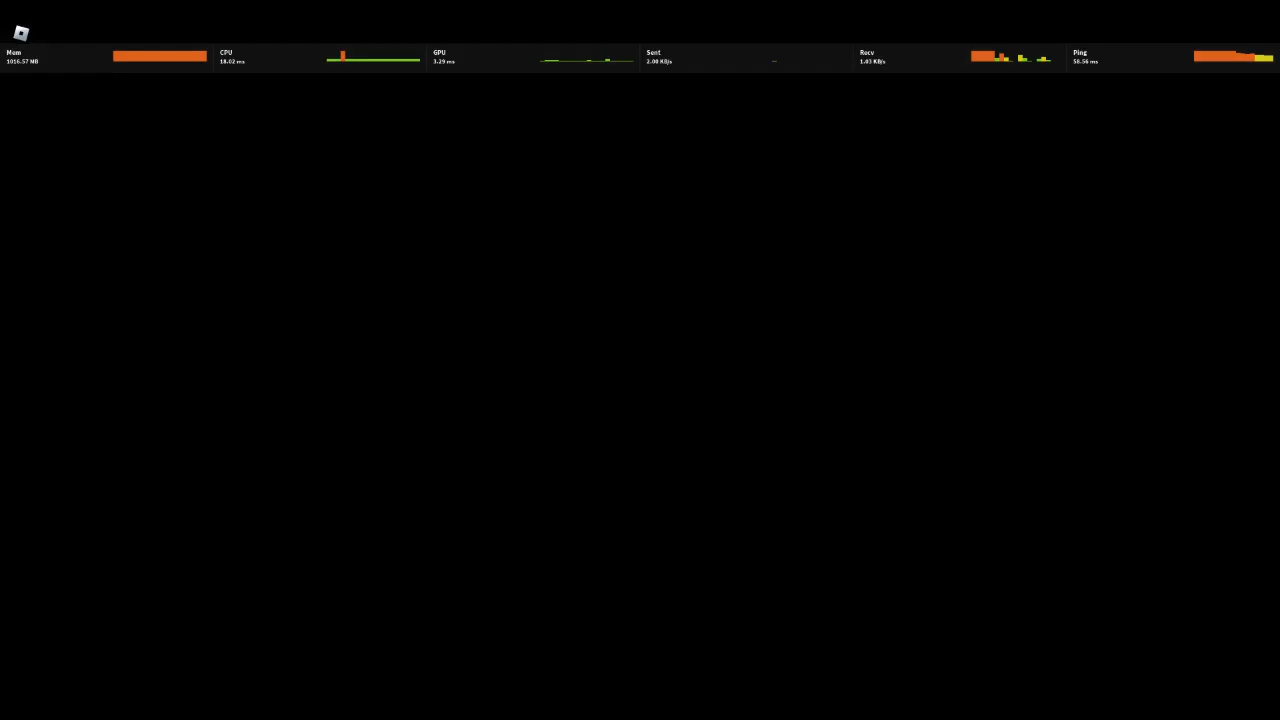 Mem
1016.57 MB
CPU
18.02 ms
GPU
3.29 ms
Sent
2.00 KB/s
Recv
1.03 KB/s
Ping
58.56 ms